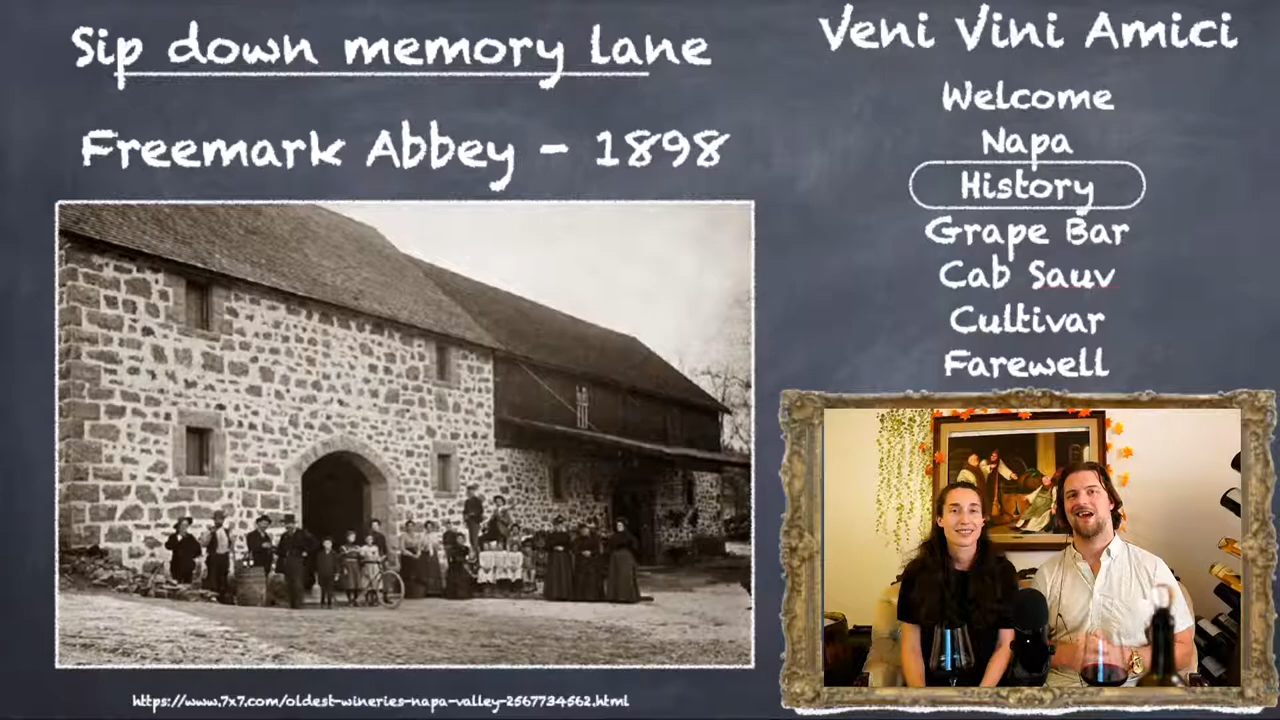 Sip down memory lane
Freemark Abbey - 1898
https://www.7x7.com/oldest-wineries-napa-valley-2567734562.html
Veni Vini Amici
Welcome
Napa
History
Grape Bar
Cab Sauv
Cultivar
Farewell